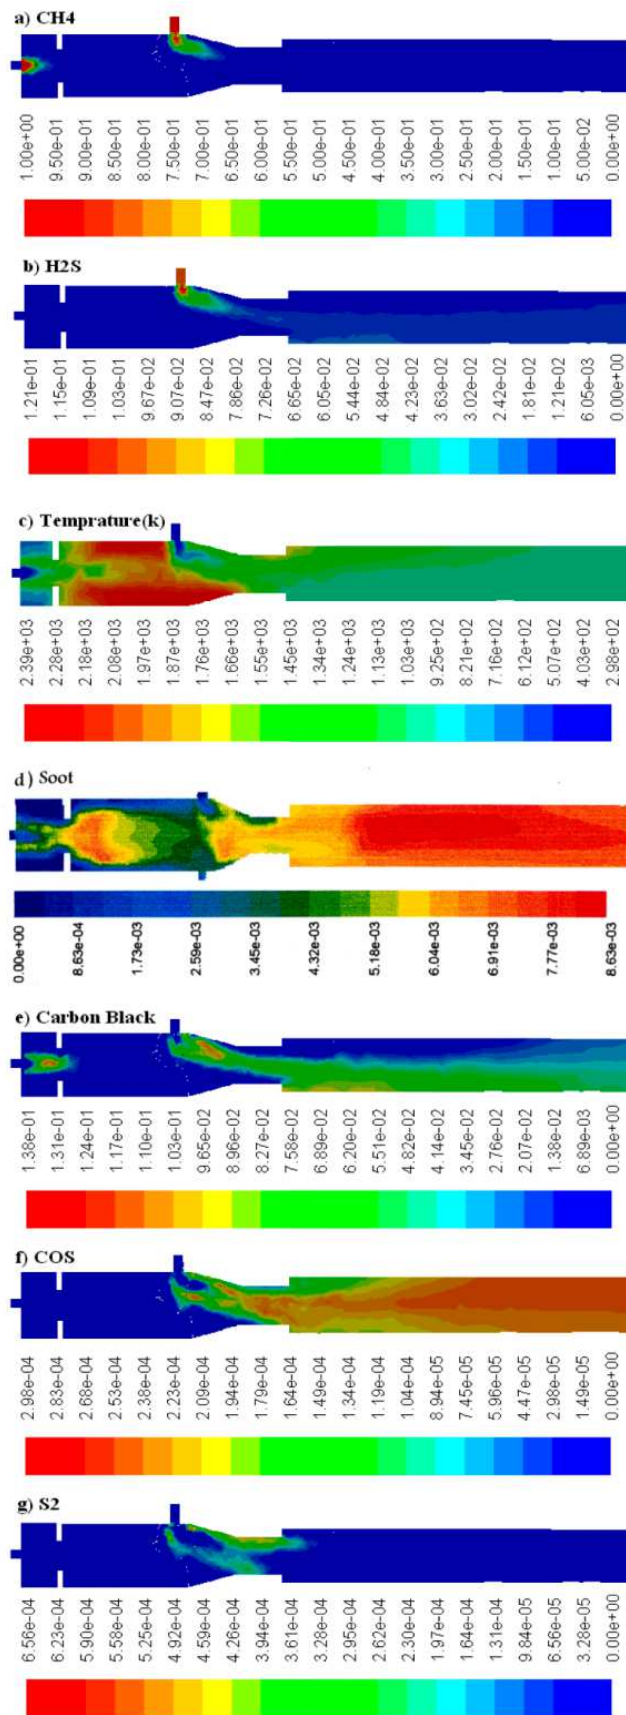 a) CH4
1.00e+00 9.50e-01 9.00e-01 8.50e-01 8.00e-01 7.50e-01 7.00e-01 6.50e-01 6.00e-01 5.50e-01 5.00e-01 4.50e-01 4.00e-01 3.50e-01 3.00e-01 2.50e-01 2.00e-01 1.50e-01 1.00e-01 5.00e-02 0.00e+00
b) H2S
1.21e-01 1.15e-01 1.09e-01 1.03e-01 9.67e-02 9.07e-02 8.47e-02 7.86e-02 7.26e-02 6.65e-02 6.05e-02 5.44e-02 4.84e-02 4.23e-02 3.63e-02 3.02e-02 2.42e-02 1.81e-02 1.21e-02 6.05e-03 0.00e+00
c) Temprature(k)
2.39e+03 2.28e+03 2.18e+03 2.08e+03 1.97e+03 1.87e+03 1.76e+03 1.66e+03 1.55e+03 1.45e+03 1.34e+03 1.24e+03 1.13e+03 1.03e+03 9.25e+02 8.21e+02 7.16e+02 6.12e+02 5.07e+02 4.03e+02 2.98e+02
d) Soot
0.00e+00 8.63e-04 1.73e-03 2.59e-03 3.45e-03 4.32e-03 5.18e-03 6.04e-03 6.91e-03 7.77e-03 8.63e-03
e) Carbon Black
1.38e-01 1.31e-01 1.24e-01 1.17e-01 1.10e-01 1.03e-01 9.65e-02 8.96e-02 8.27e-02 7.58e-02 6.89e-02 6.20e-02 5.51e-02 4.82e-02 4.14e-02 3.45e-02 2.76e-02 2.07e-02 1.38e-02 6.89e-03 0.00e+00
f) COS
2.98e-04 2.83e-04 2.68e-04 2.53e-04 2.38e-04 2.23e-04 2.09e-04 1.94e-04 1.79e-04 1.64e-04 1.49e-04 1.34e-04 1.19e-04 1.04e-04 8.94e-05 7.45e-05 5.96e-05 4.47e-05 2.98e-05 1.49e-05 0.00e+00
g) S2
6.56e-04 6.23e-04 5.90e-04 5.58e-04 5.25e-04 4.92e-04 4.59e-04 4.26e-04 3.94e-04 3.61e-04 3.28e-04 2.95e-04 2.62e-04 2.30e-04 1.97e-04 1.64e-04 1.31e-04 9.84e-05 6.56e-05 3.28e-05 0.00e+00